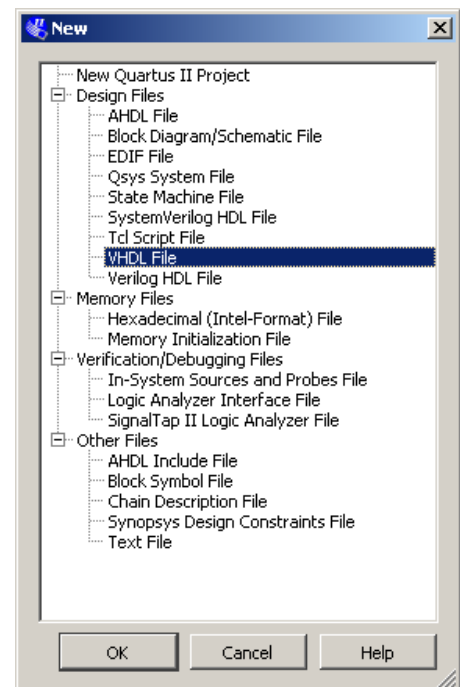 New
New Quartus II Project
Design Files
AHDL File
Block Diagram/Schematic File
EDIF File
Qsys System File
State Machine File
SystemVerilog HDL File
Tcl Script File
VHDL File
Verilog HDL File
Memory Files
Hexadecimal (Intel-Format) File
Memory Initialization File
Verification/Debugging Files
In-System Sources and Probes File
Logic Analyzer Interface File
SignalTap II Logic Analyzer File
Other Files
AHDL Include File
Block Symbol File
Chain Description File
Synopsys Design Constraints File
Text File
OK Cancel Help